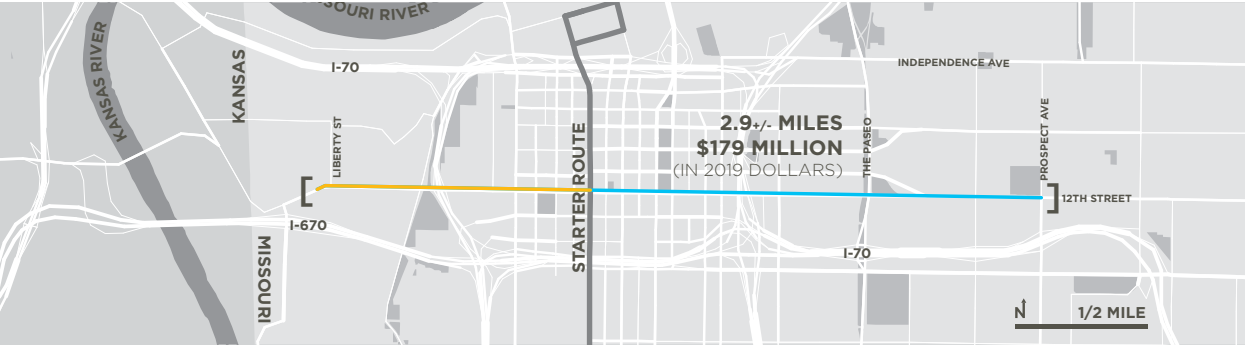 SOURI RIVER
KANSAS RIVER
KANSAS
I-70
INDEPENDENCE AVE
LIBERTY ST
STARTER ROUTE
2.9+/- MILES
$179 MILLION
(IN 2019 DOLLARS)
THE PASEO
PROSPECT AVE
12TH STREET
I-670
MISSOURI
I-70
N
1/2 MILE